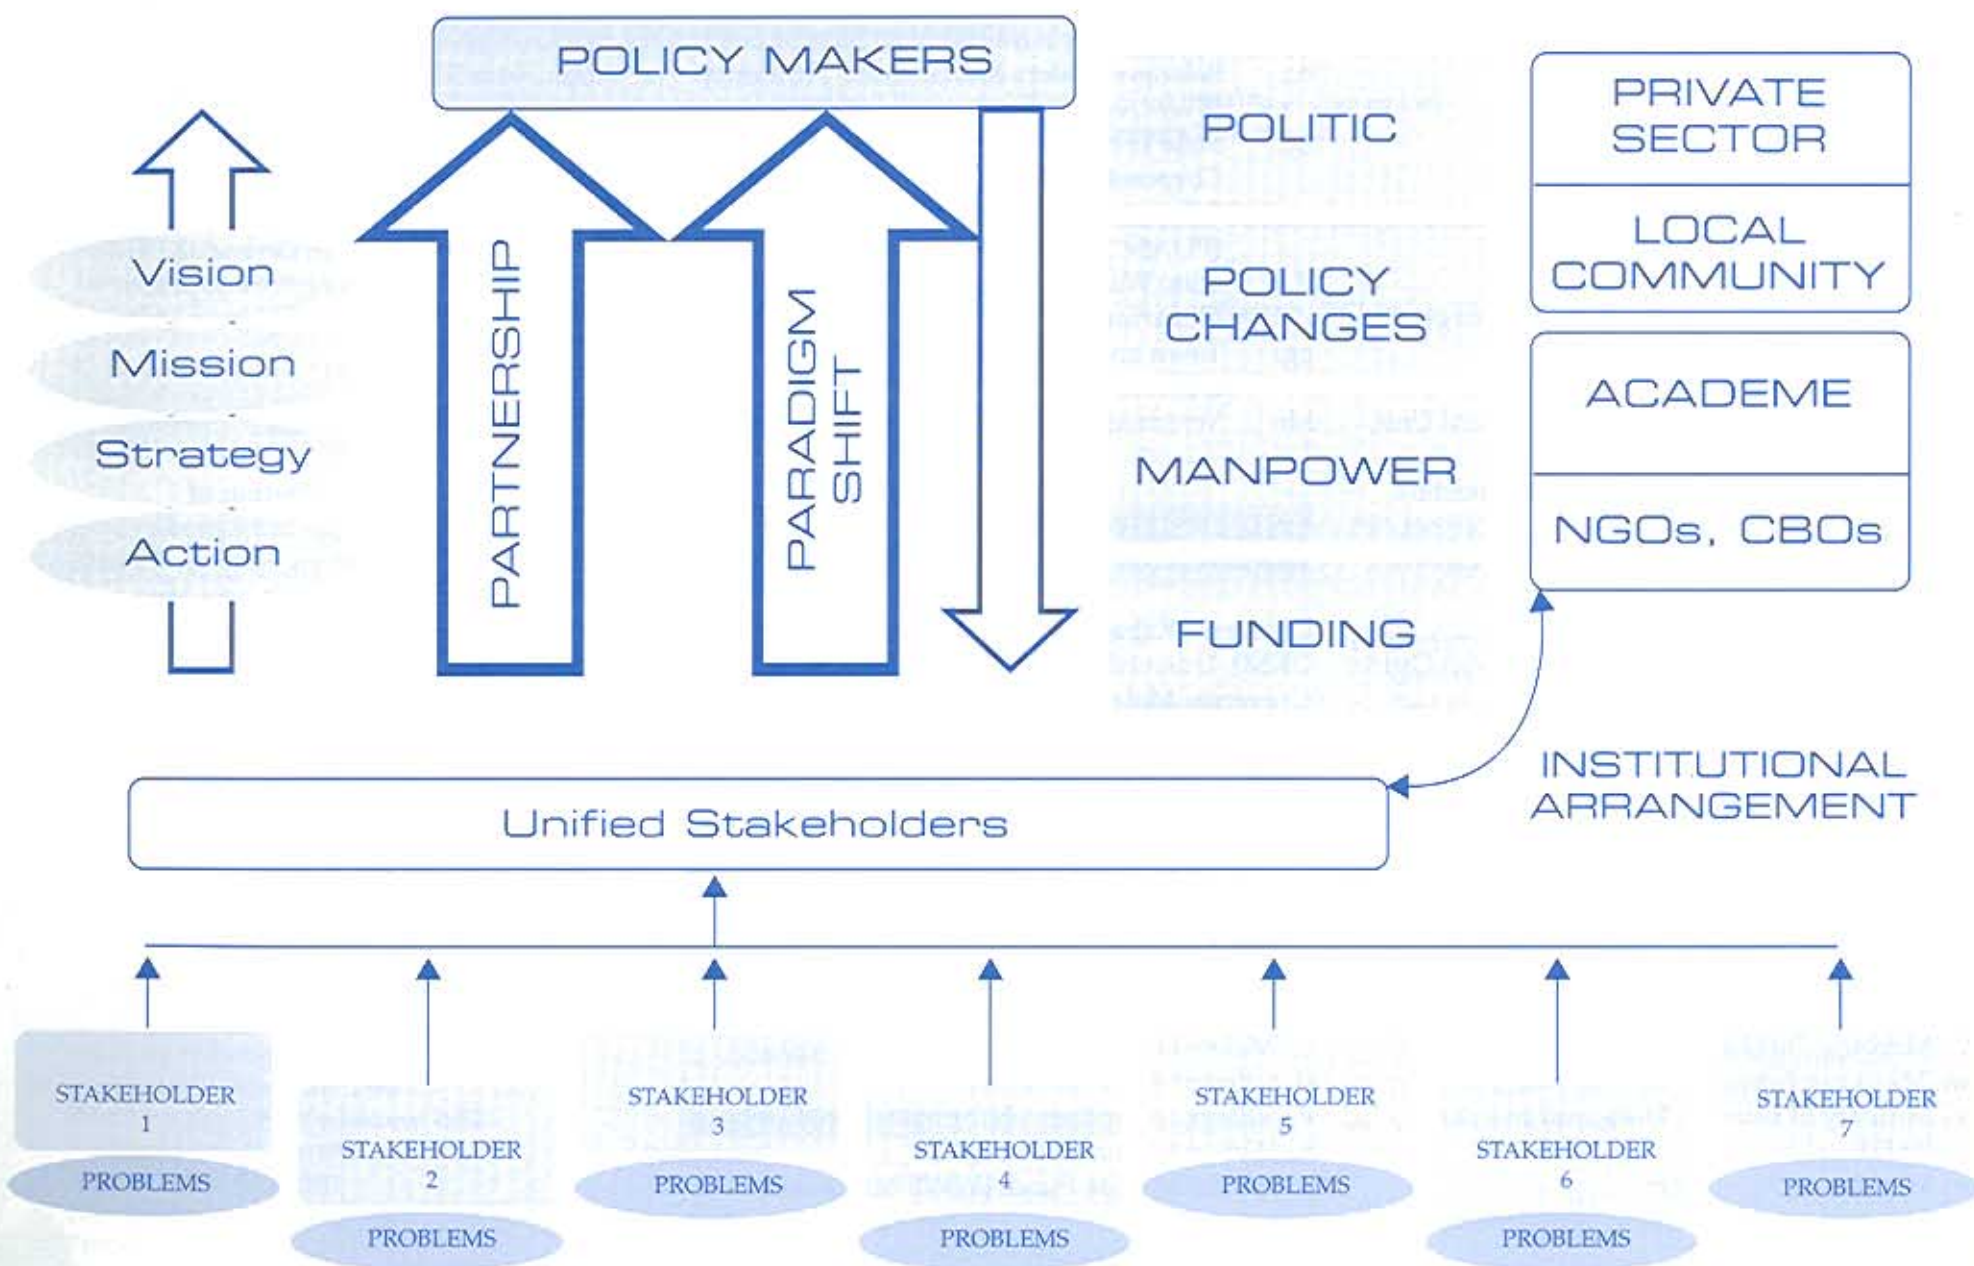 POLICY MAKERS
Vision
Mission
Strategy
Action
PARTNERSHIP
PARADIGM
SHIFT
POLITIC
POLICY
CHANGES
MANPOWER
FUNDING
PRIVATE
SECTOR
LOCAL
COMMUNITY
ACADEME
NGOs, CBOs
INSTITUTIONAL
ARRANGEMENT
Unified Stakeholders
STAKEHOLDER
1
PROBLEMS
STAKEHOLDER
2
PROBLEMS
STAKEHOLDER
3
PROBLEMS
STAKEHOLDER
4
PROBLEMS
STAKEHOLDER
5
PROBLEMS
STAKEHOLDER
6
PROBLEMS
STAKEHOLDER
7
PROBLEMS